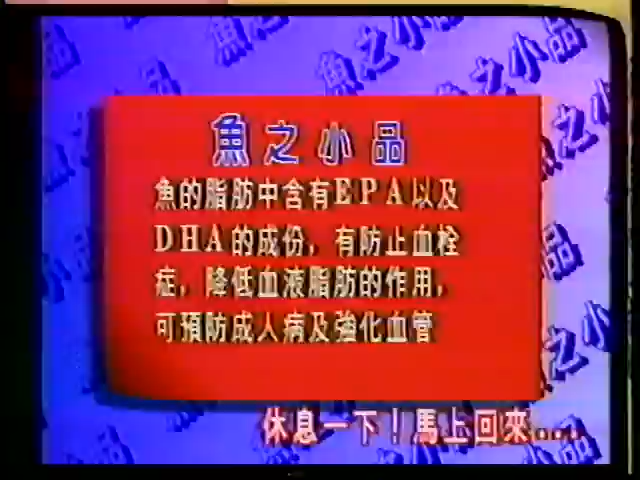 魚之小品
魚的脂肪中含有EPA以及
DHA的成份，有防止血栓
症，降低血液脂肪的作用，
可預防成人病及強化血管
休息一下！馬上回來....